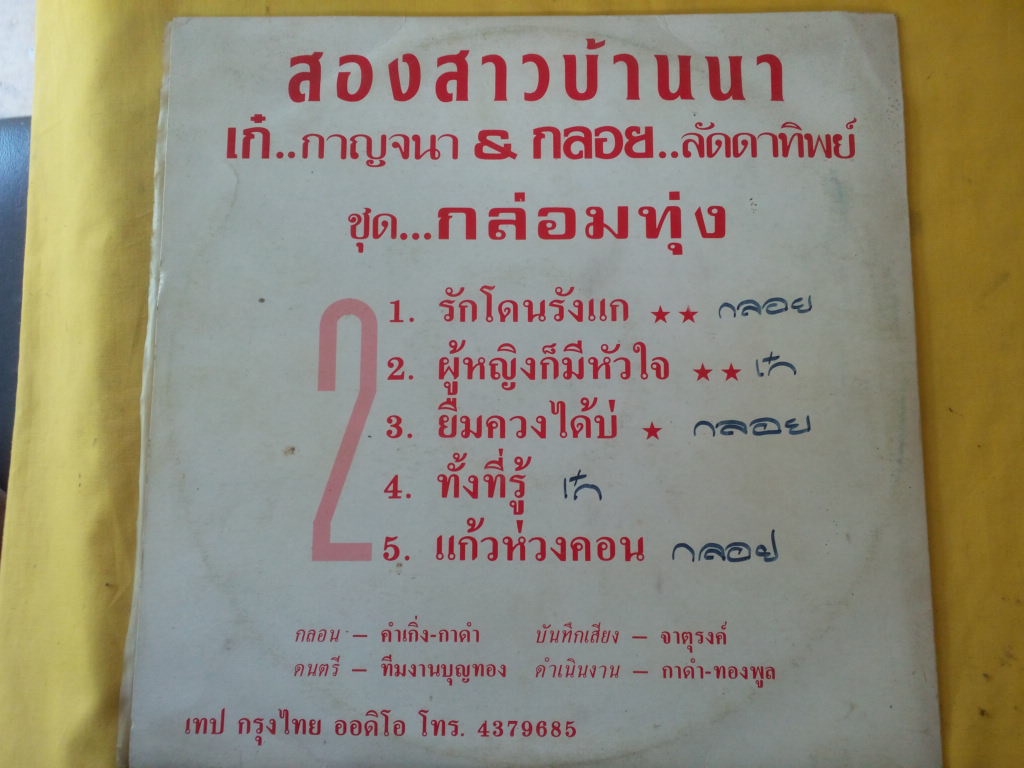 สองสาวบ้านนา
เก๋..กาญจนา & กลอย..ลัดดาทิพย์
ชุด...กล่อมทุ่ง
2
1. รักโดนรังแก ★★ กลอย
2. ผู้หญิงก็มีหัวใจ ★★ เก๋
3. ยืมควงได้บ่ ★ กลอย
4. ทั้งที่รู้ เก๋
5. แก้วห่วงคอน กลอย
กลอน – คำเกิ่ง-กาดำ บันทึกเสียง – จาตุรงค์
ดนตรี – ทีมงานบุญทอง ดำเนินงาน – กาดำ-ทองพูล
เทป กรุงไทย ออดิโอ โทร. 4379685